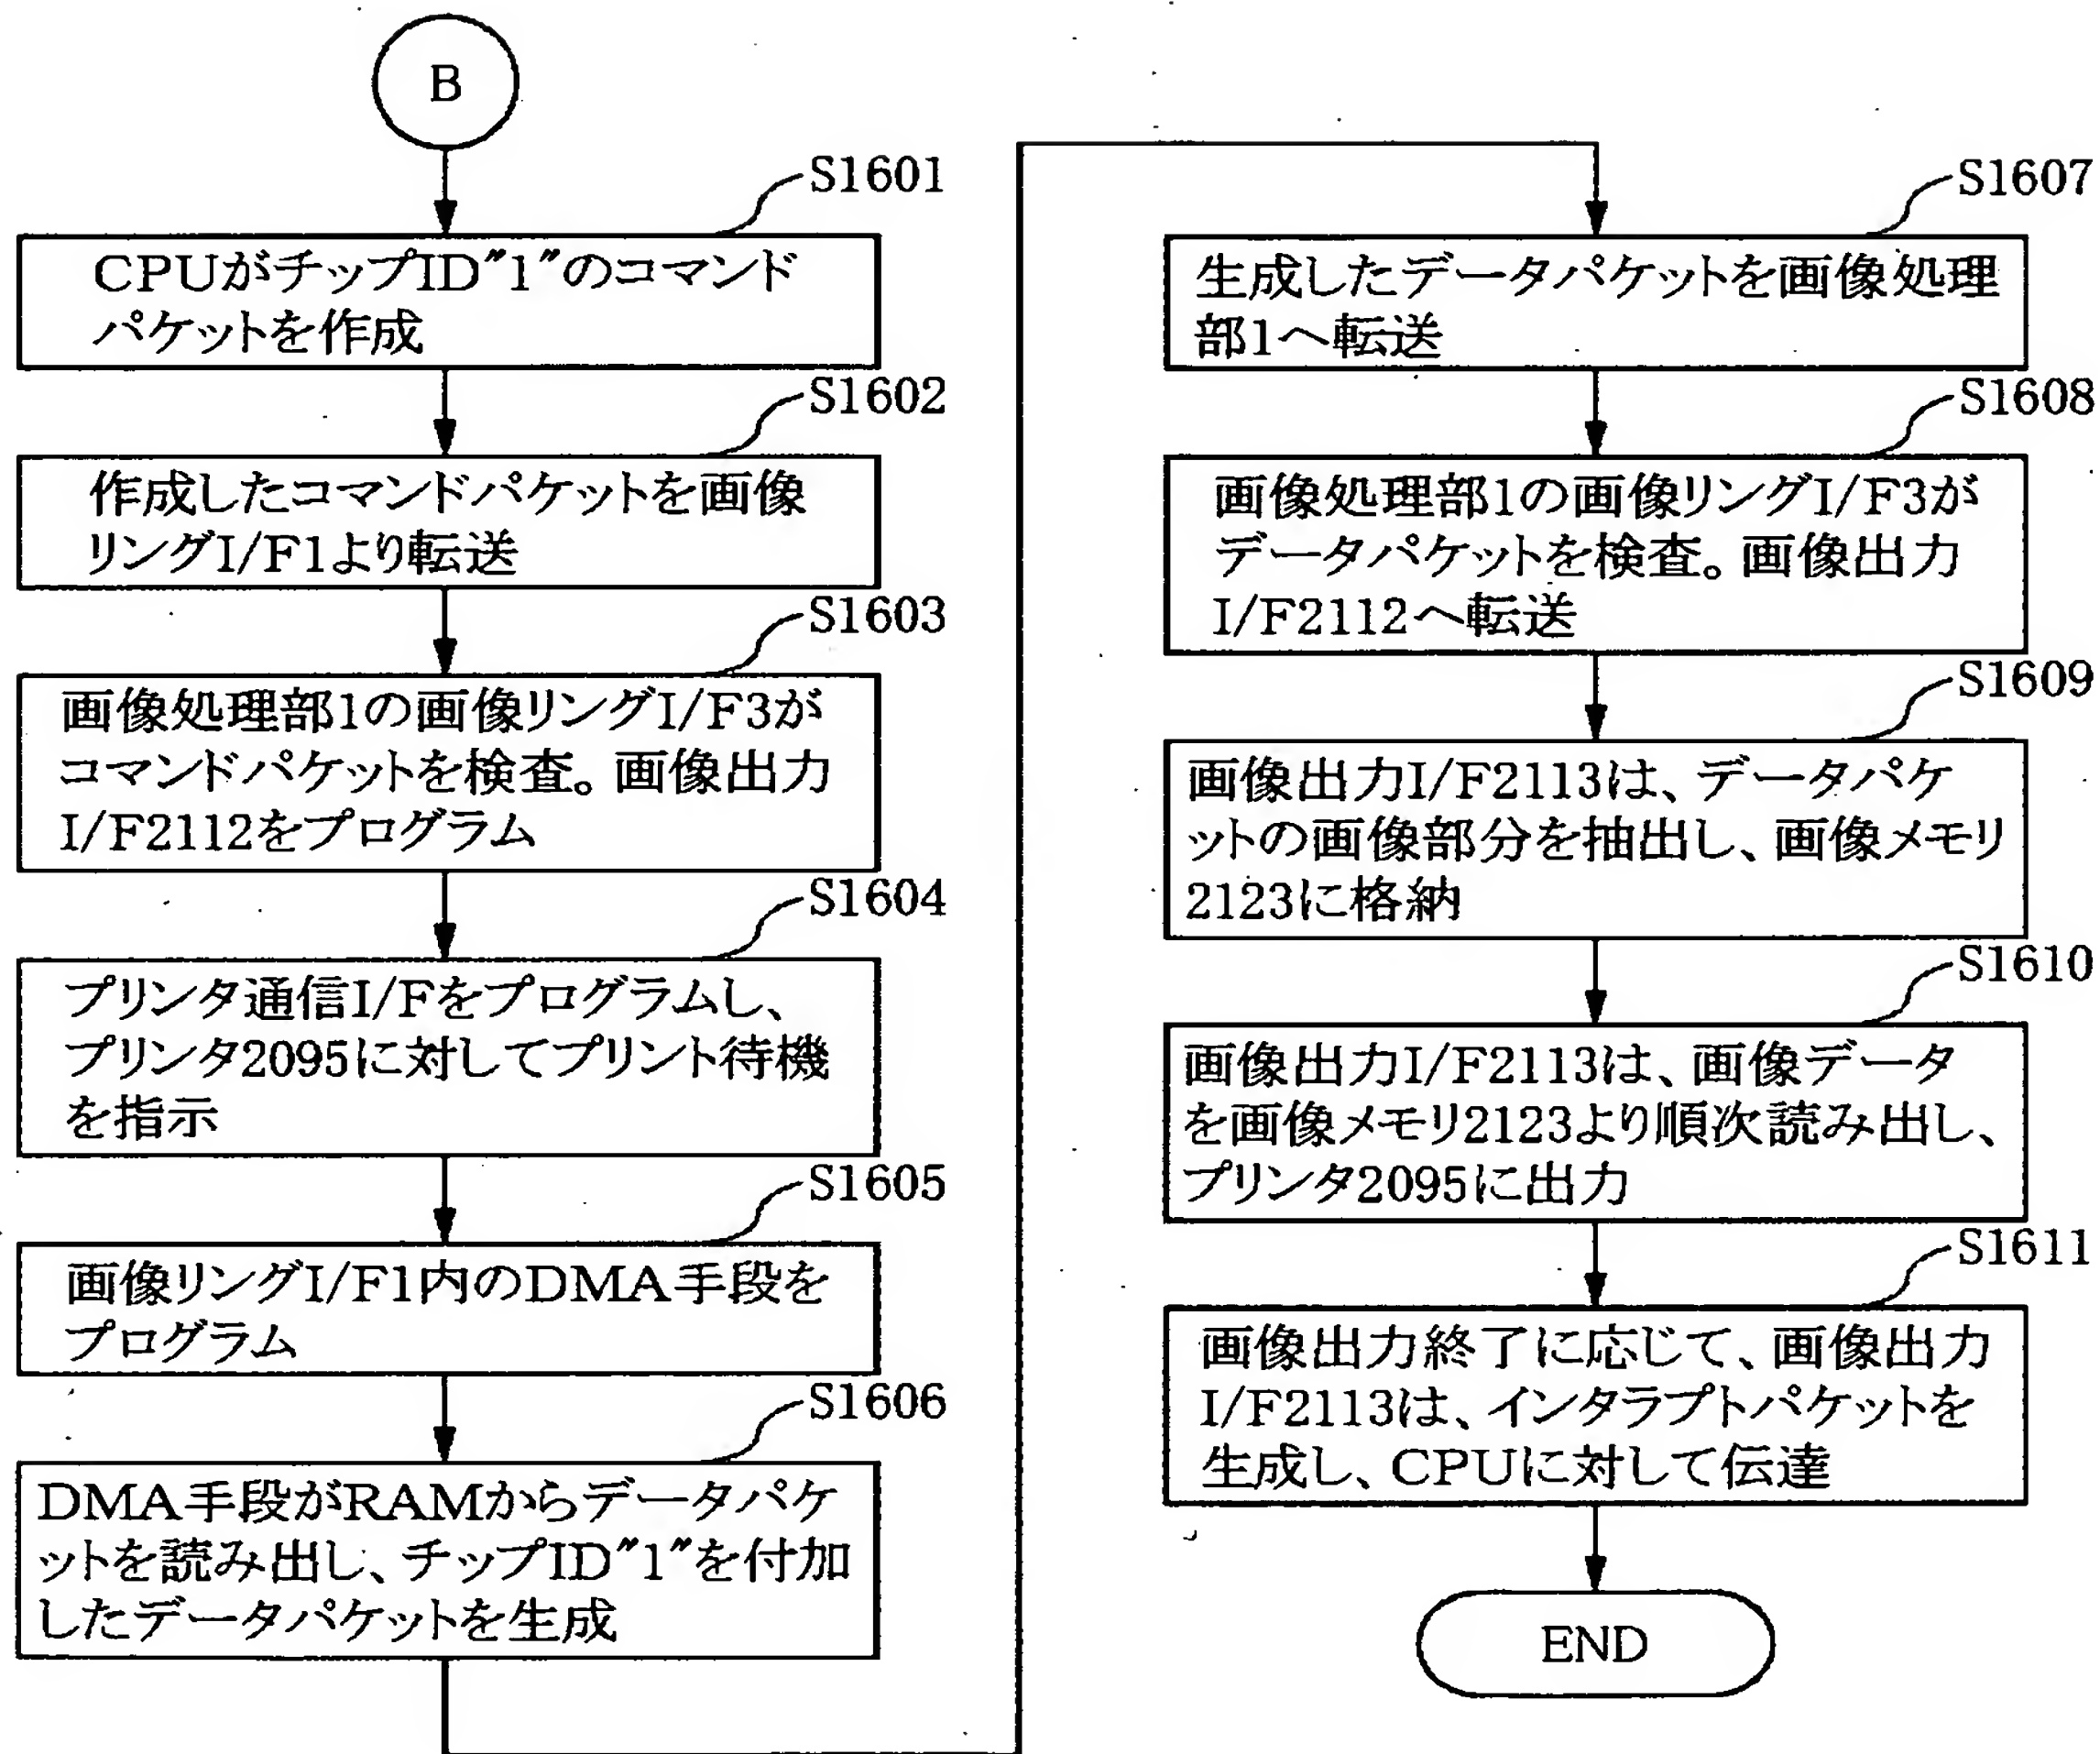 B
S1601
CPUがチップID"1"のコマンド
パケットを作成
S1602
作成したコマンドパケットを画像
リングI/F1より転送
S1603
画像処理部1の画像リングI/F3が
コマンドパケットを検査。画像出力
I/F2112をプログラム
S1604
プリンタ通信I/Fをプログラムし、
プリンタ2095に対してプリント待機
を指示
S1605
画像リングI/F1内のDMA手段を
プログラム
S1606
DMA手段がRAMからデータパケ
ットを読み出し、チップID"1"を付加
したデータパケットを生成
S1607
生成したデータパケットを画像処理
部1へ転送
S1608
画像処理部1の画像リングI/F3が
データパケットを検査。画像出力
I/F2112へ転送
S1609
画像出力I/F2113は、データパケ
ットの画像部分を抽出し、画像メモリ
2123に格納
S1610
画像出力I/F2113は、画像データ
を画像メモリ2123より順次読み出し、
プリンタ2095に出力
S1611
画像出力終了に応じて、画像出力
I/F2113は、インタラプトパケットを
生成し、CPUに対して伝達
END